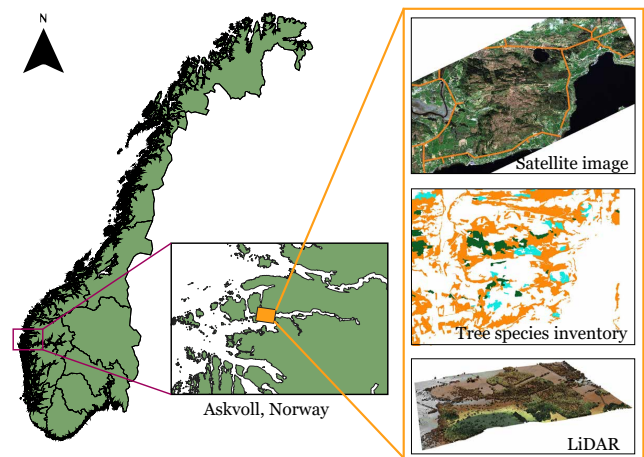 N
Satellite image
Tree species inventory
Askvoll, Norway
LiDAR